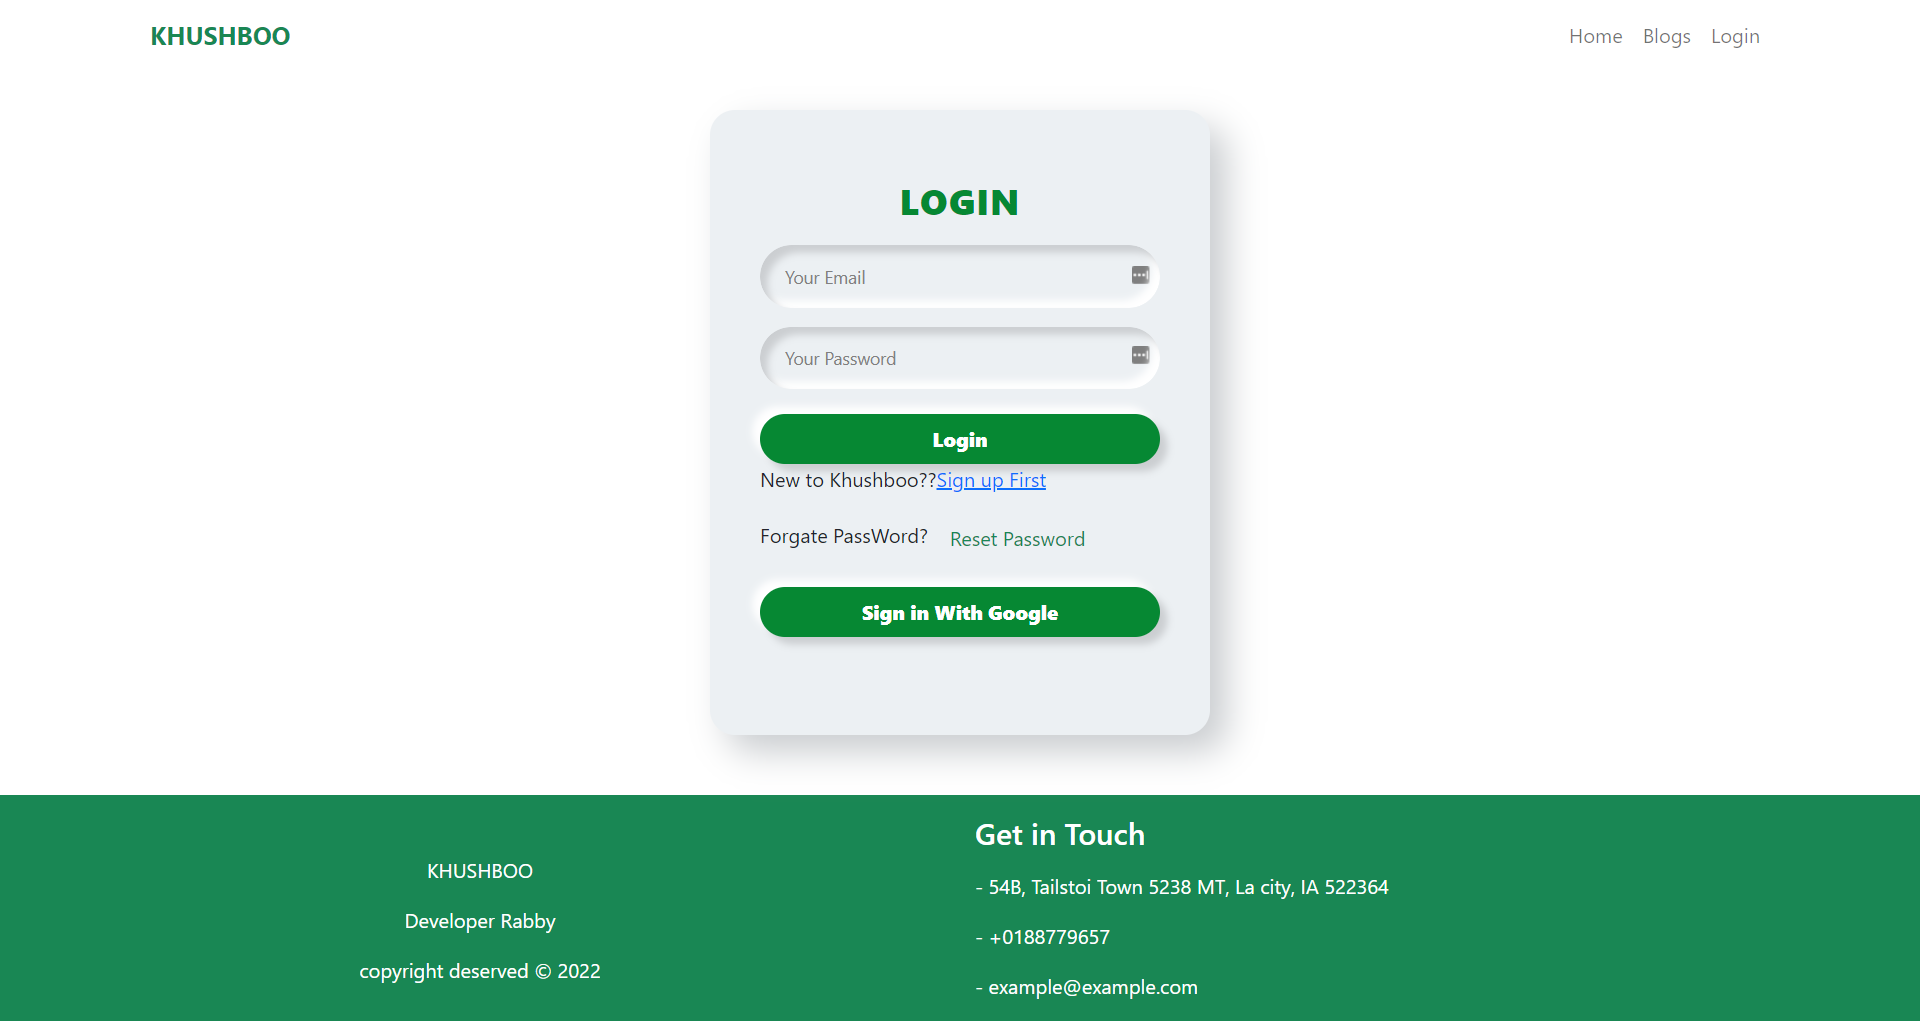 KHUSHBOO
Home Blogs Login
LOGIN
Your Email
Your Password
Login
New to Khushboo??Sign up First
Forgate PassWord? Reset Password
Sign in With Google
KHUSHBOO
Developer Rabby
copyright deserved © 2022
Get in Touch
- 54B, Tailstoi Town 5238 MT, La city, IA 522364
- +0188779657
- example@example.com